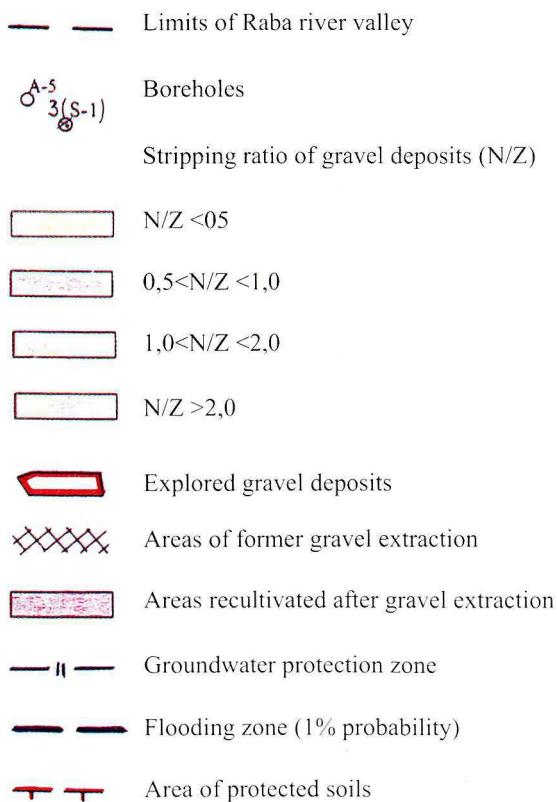 Limits of Raba river valley
A-5
3(S-1)
Boreholes
Stripping ratio of gravel deposits (N/Z)
N/Z <05
0,5<N/Z <1,0
1,0<N/Z <2,0
N/Z >2,0
Explored gravel deposits
Areas of former gravel extraction
Areas recultivated after gravel extraction
Groundwater protection zone
Flooding zone (1% probability)
Area of protected soils